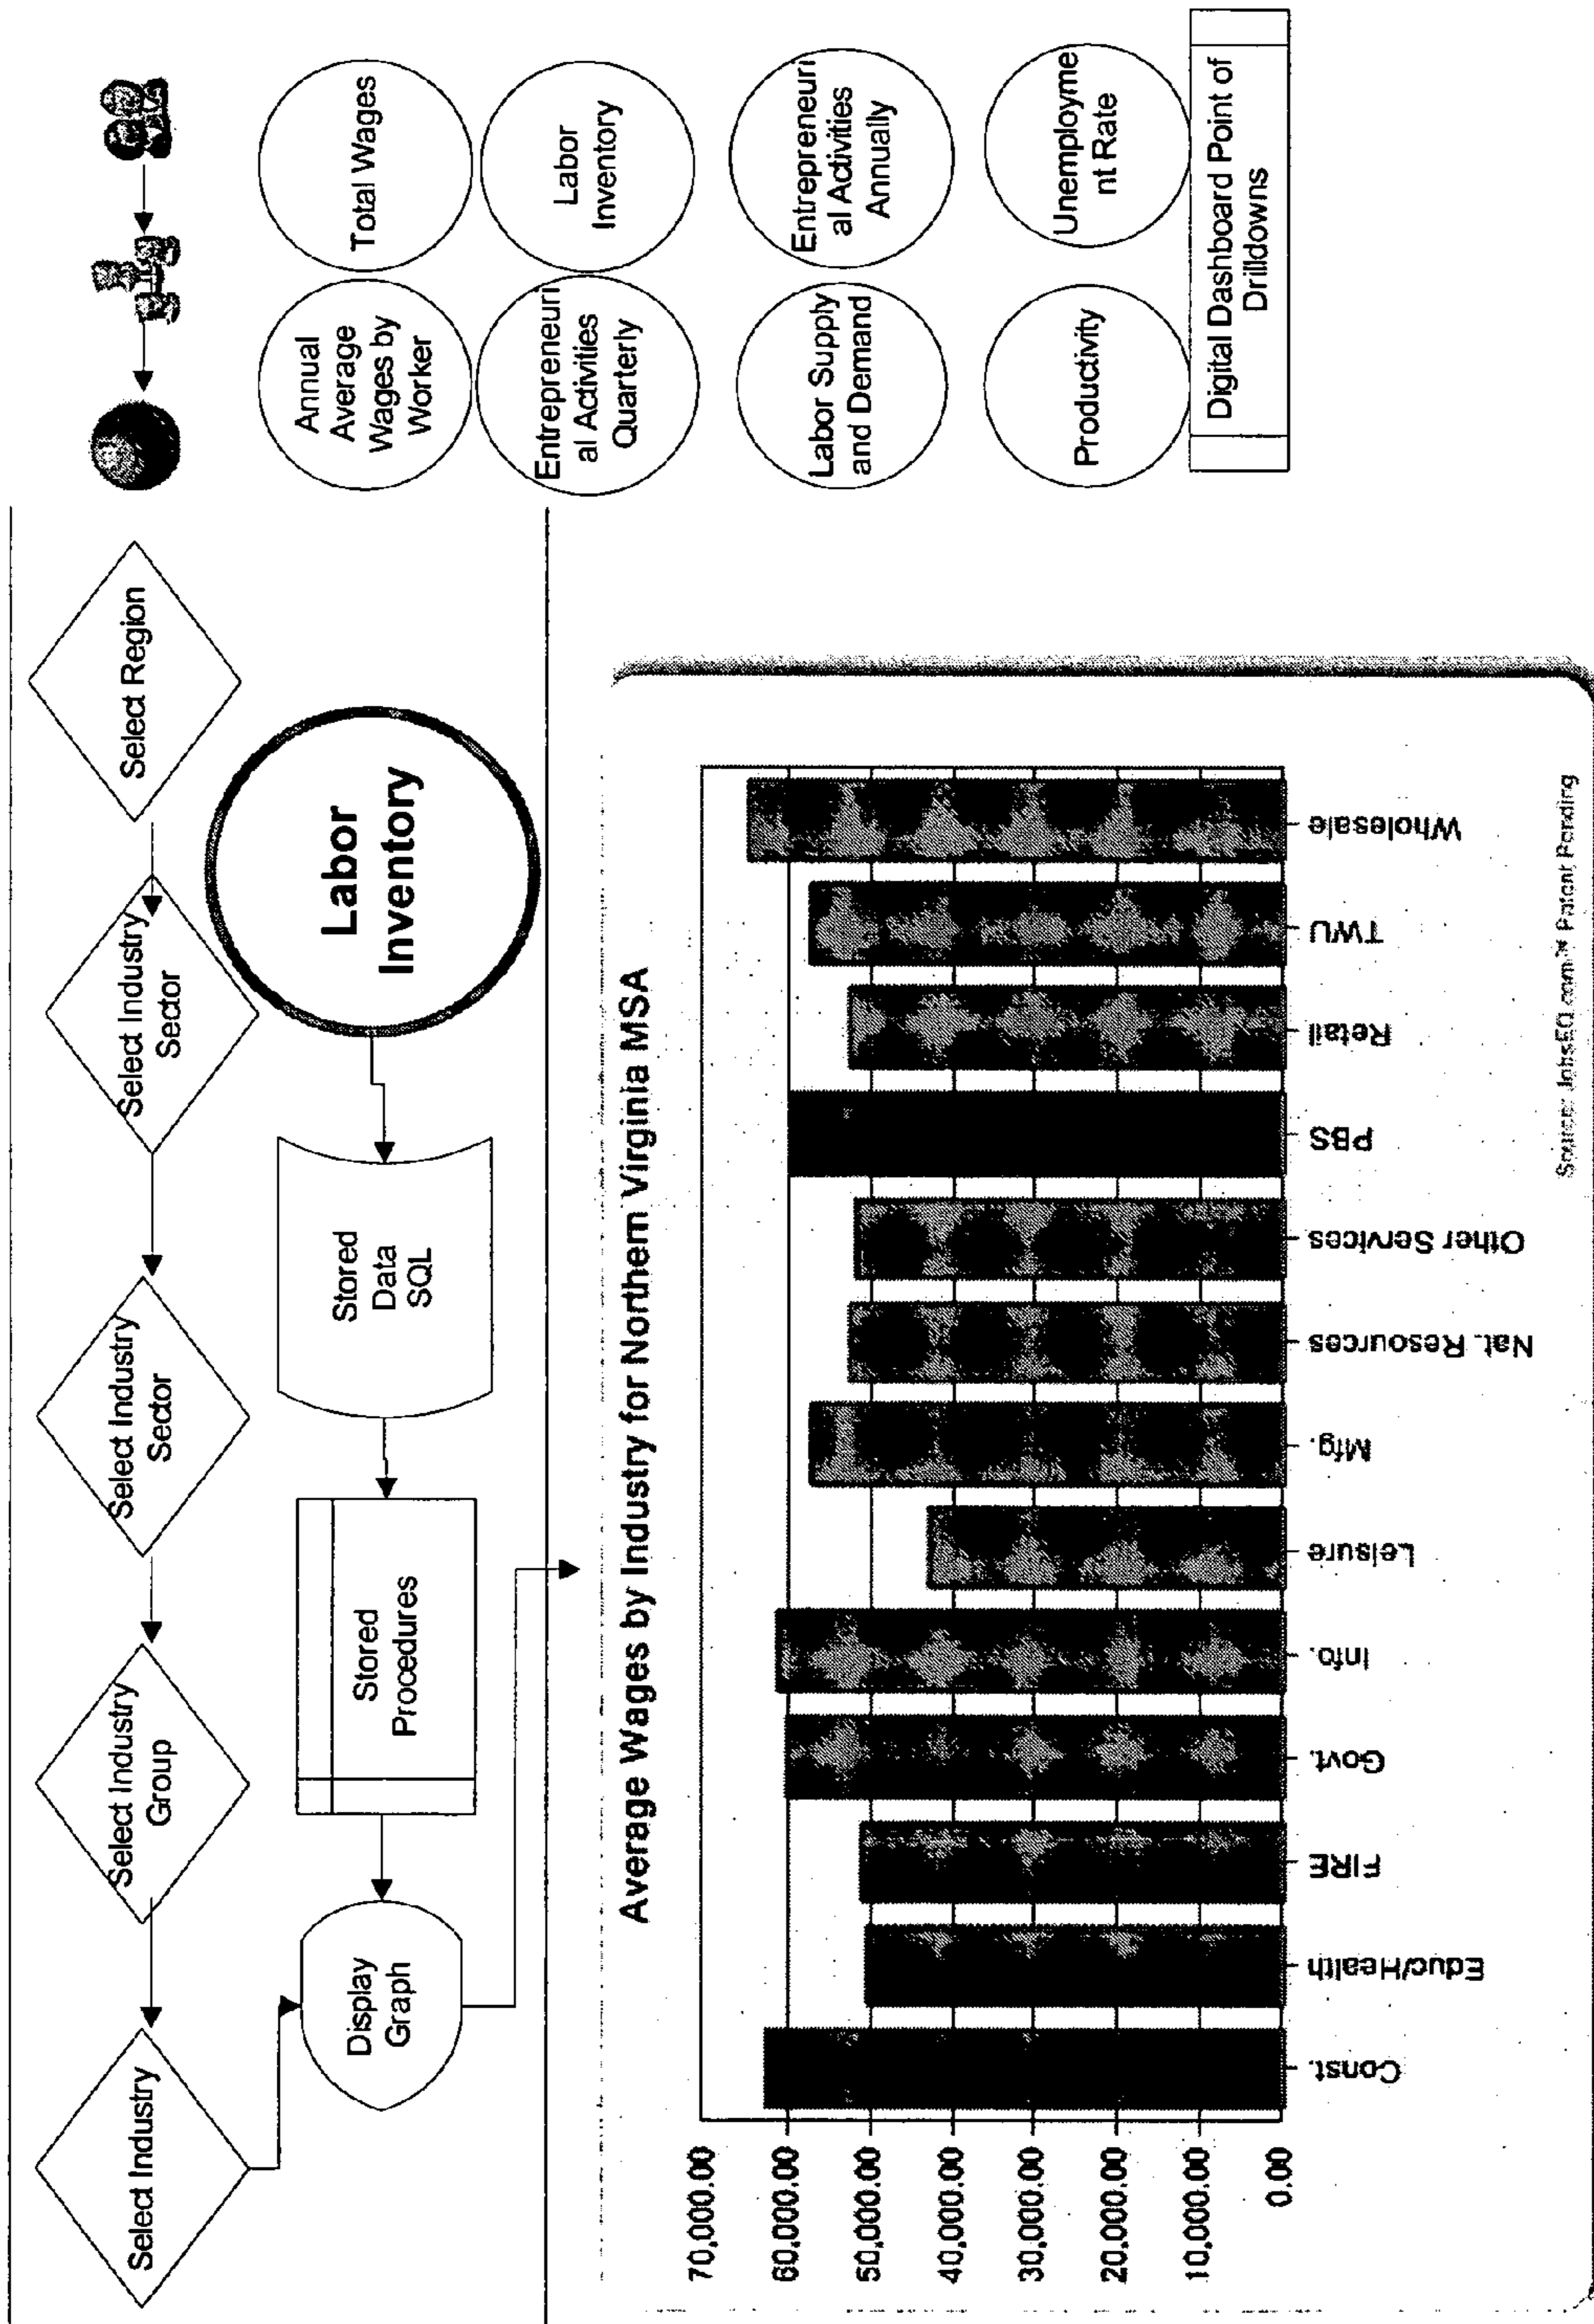 Select Industry
Select Industry
Group
Select Industry
Sector
Select Industry
Sector
Select Region
Display
Graph
Stored
Procedures
Stored
Data
SQL
Labor
Inventory
Annual
Average
Wages by
Worker
Total Wages
Entrepreneuri
al Activities
Quarterly
Labor
Inventory
Labor Supply
and Demand
Entrepreneuri
al Activities
Annually
Productivity
Unemployme
nt Rate
Digital Dashboard Point of
Drilldowns
Average Wages by Industry for Northern Virginia MSA
70,000.00
60,000.00
50,000.00
40,000.00
30,000.00
20,000.00
10,000.00
0.00
Const.
Educ/Health
FIRE
Govt.
Info.
Leisure
Mfg.
Nat. Resources
Other Services
PBS
Retail
TWU
Wholesale
Source: JobsEQ.com™ Patent Pending